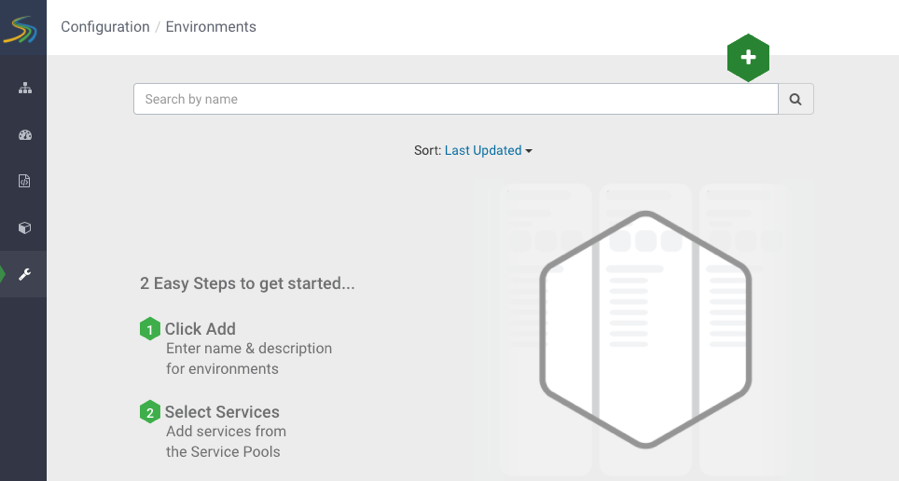 Configuration / Environments
Search by name
Sort: Last Updated
2 Easy Steps to get started...
1 Click Add
Enter name & description
for environments
2 Select Services
Add services from
the Service Pools